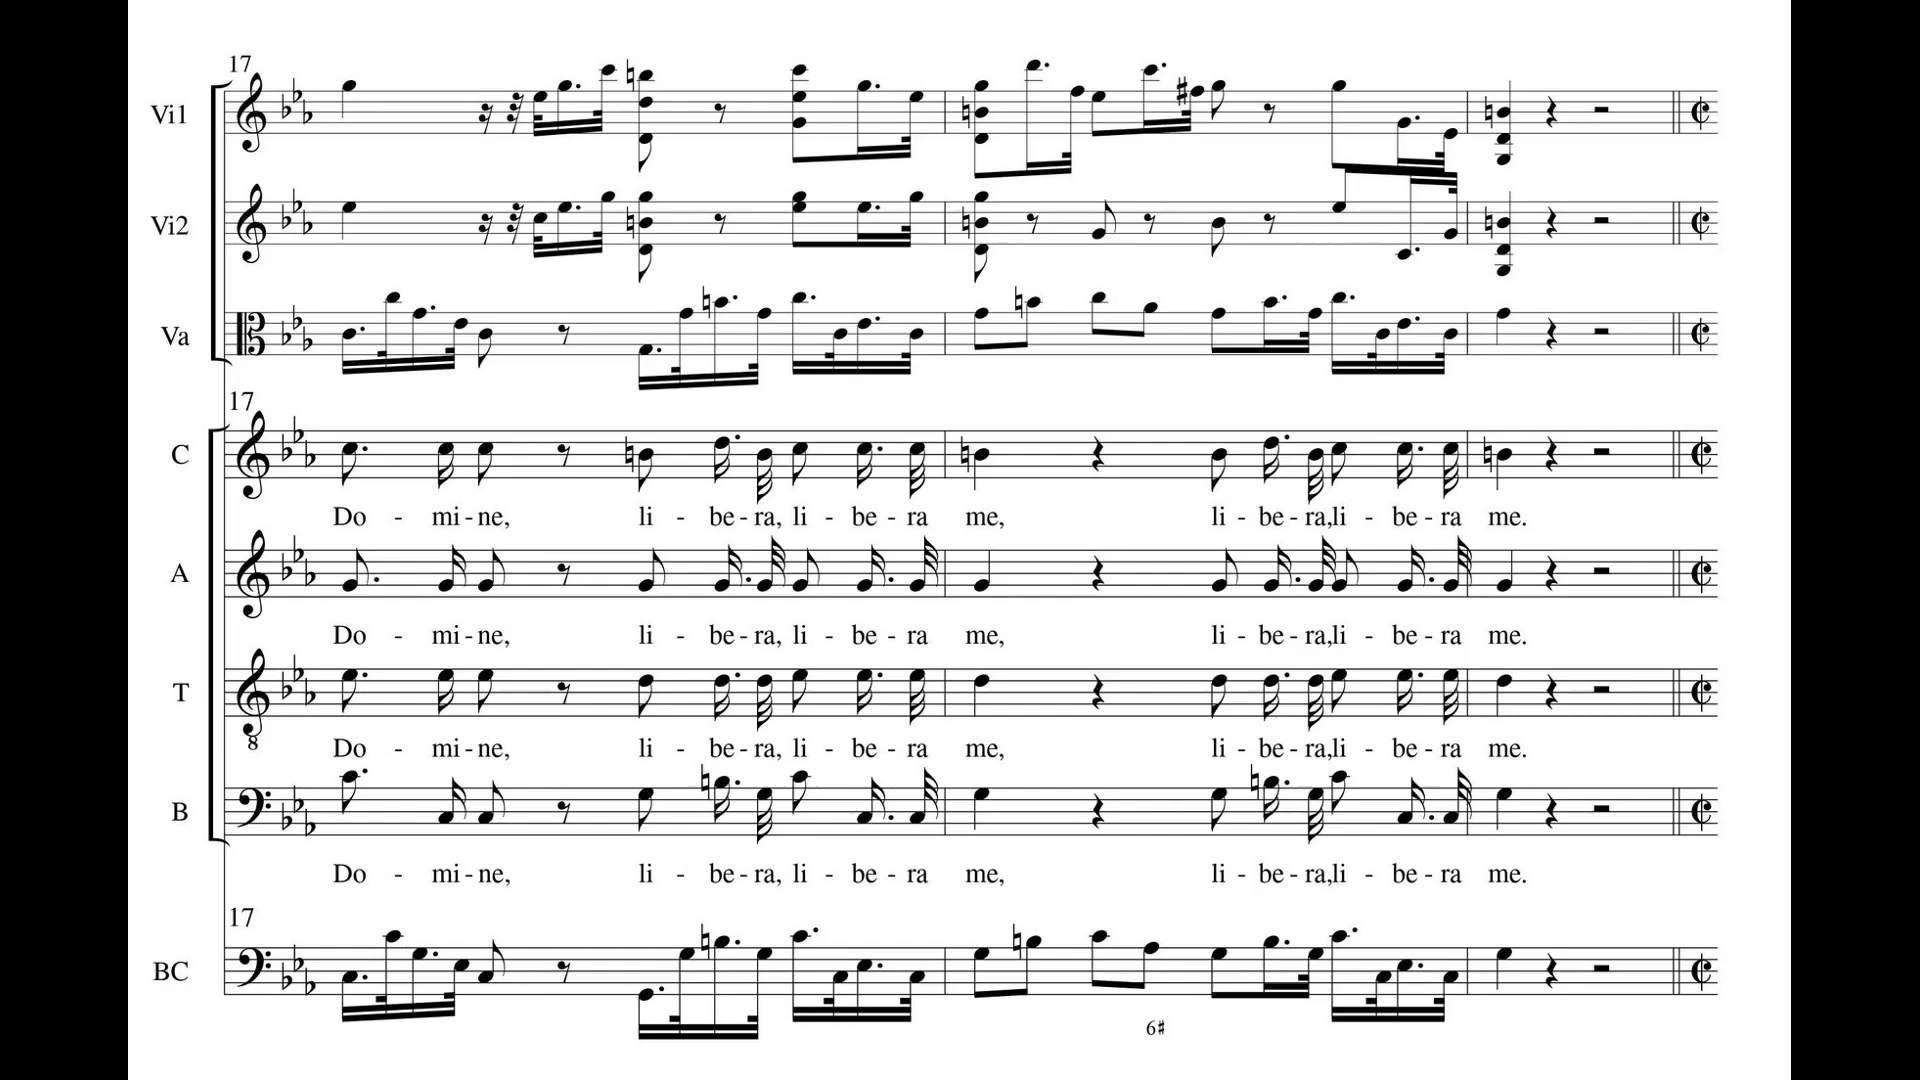 17
Vi1
Vi2
Va
17
C
Do - mi - ne, li - be - ra, li - be - ra me, li - be - ra, li - be - ra me.
A
Do - mi - ne, li - be - ra, li - be - ra me, li - be - ra, li - be - ra me.
T
8
Do - mi - ne, li - be - ra, li - be - ra me, li - be - ra, li - be - ra me.
B
Do - mi - ne, li - be - ra, li - be - ra me, li - be - ra, li - be - ra me.
17
BC
6♯